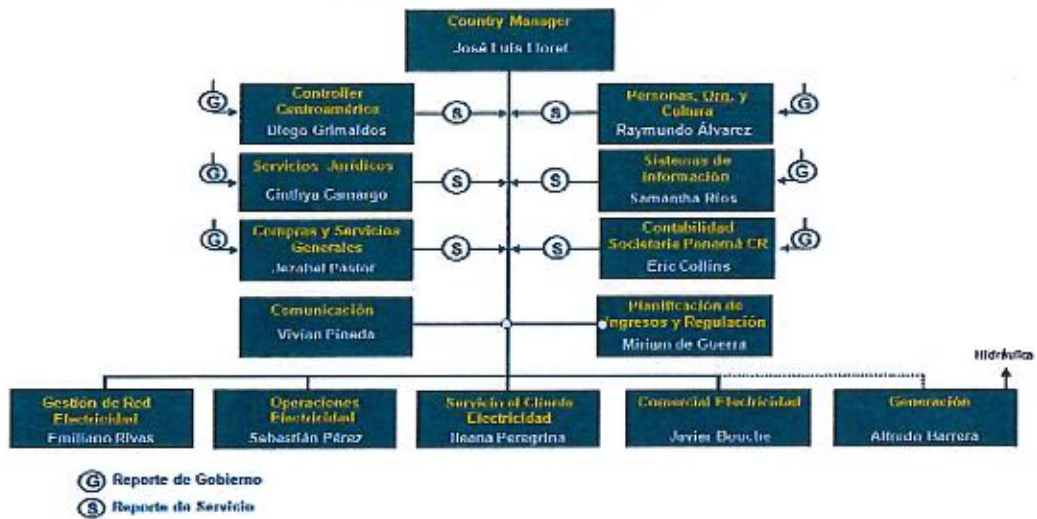 Country Manager
José Luis Lloret
Controller
Centroamérica
Diego Grimaldos
Personas, Org. y
Cultura
Raymundo Álvarez
G
S
S
G
Servicios Jurídicos
Cinthya Camargo
Sistemas de
Información
Samantha Ríos
G
S
S
G
Compras y Servicios
Generales
Jezabel Pastor
Contabilidad
Societaria Panamá CR
Eric Collins
G
S
S
G
Comunicación
Vivian Pineda
Planificación de
Ingresos y Regulación
Miriam de Guerra
Hidráulica
Gestión de Red
Electricidad
Emiliano Rivas
Operaciones
Electricidad
Sebastián Pérez
Servicio al Cliente
Electricidad
Ileana Peregrina
Comercial Electricidad
Javier Bouche
Generación
Alfredo Barrera
G Reporte de Gobierno
S Reporte de Servicio